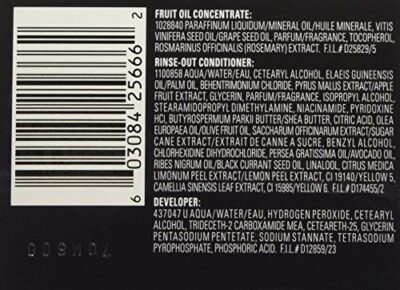 FRUIT OIL CONCENTRATE:
1028840 PARAFFINUM LIQUIDUM/MINERAL OIL/HUILE MINERALE, VITIS
VINIFERA SEED OIL/GRAPE SEED OIL, PARFUM/FRAGRANCE, TOCOPHEROL,
ROSMARINUS OFFICINALIS (ROSEMARY) EXTRACT. F.I.L.# D25829/5
RINSE-OUT CONDITIONER:
1100858 AQUA/WATER/EAU, CETEARYL ALCOHOL, ELAEIS GUINEENSIS
OIL/PALM OIL, BEHENTRIMONIUM CHLORIDE, PYRUS MALUS EXTRACT/APPLE
FRUIT EXTRACT, GLYCERIN, PARFUM/FRAGRANCE, ISOPROPYL ALCOHOL,
STEARAMIDOPROPYL DIMETHYLAMINE, NIACINAMIDE, PYRIDOXINE
HCI, BUTYROSPERMUM PARKII BUTTER/SHEA BUTTER, CITRIC ACID, OLEA
EUROPAEA OIL/OLIVE FRUIT OIL, SACCHARUM OFFICINARUM EXTRACT/SUGAR
CANE EXTRACT/EXTRAIT DE CANNE A SUCRE, BENZYL ALCOHOL,
CHLORHEXIDINE DIHYDROCHLORIDE, PERSEA GRATISSIMA OIL/AVOCADO OIL,
RIBES NIGRUM OIL/BLACK CURRANT SEED OIL, LINALOOL, CITRUS MEDICA
LIMONUM PEEL EXTRACT/LEMON PEEL EXTRACT, CI 19140/YELLOW 5,
CAMELLIA SINENSIS LEAF EXTRACT, CI 15985/YELLOW 6. F.I.L.# D174455/2
DEVELOPER:
437047 U AQUA/WATER/EAU, HYDROGEN PEROXIDE, CETEARYL
ALCOHOL, TRIDECETH-2 CARBOXAMIDE MEA, CETEARETH-25, GLYCERIN,
PENTASODIUM PENTETATE, SODIUM STANNATE, TETRASODIUM
PYROPHOSPHATE, PHOSPHORIC ACID. F.I.L.# D12859/23
6 03084 25666 2